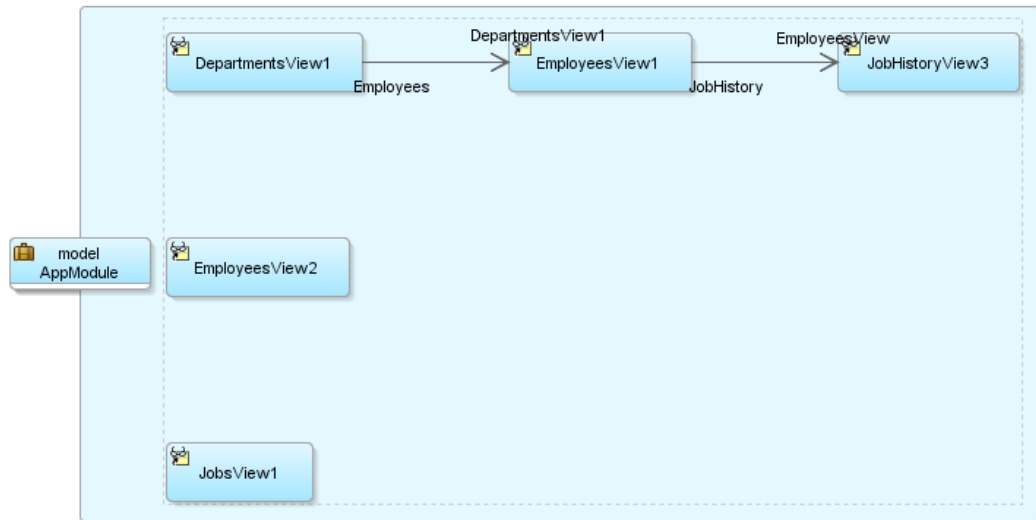 DepartmentsView1
EmployeesView
DepartmentsView1
EmployeesView1
JobHistoryView3
Employees
JobHistory
model
AppModule
EmployeesView2
JobsView1